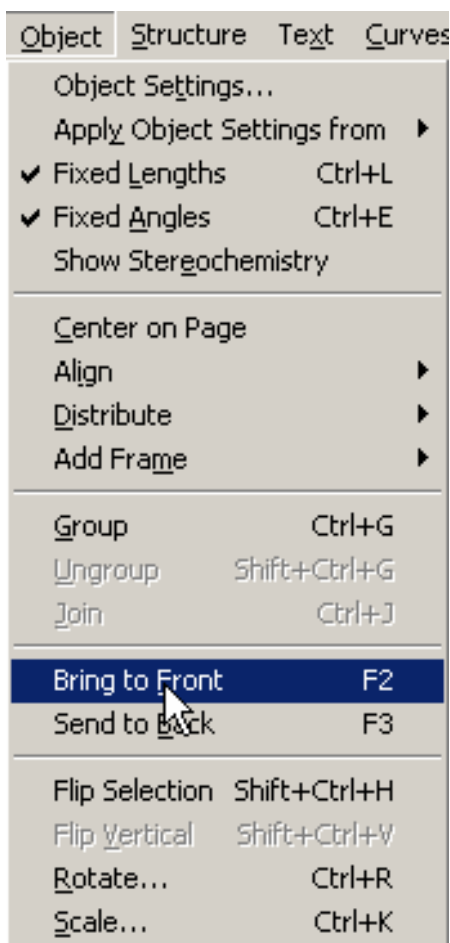 Object Structure Text Curves
Object Settings...
Apply Object Settings from
Fixed Lengths Ctrl+L
Fixed Angles Ctrl+E
Show Stereochemistry
Center on Page
Align
Distribute
Add Frame
Group Ctrl+G
Ungroup Shift+Ctrl+G
Join Ctrl+J
Bring to Front F2
Send to Back F3
Flip Selection Shift+Ctrl+H
Flip Vertical Shift+Ctrl+V
Rotate... Ctrl+R
Scale... Ctrl+K